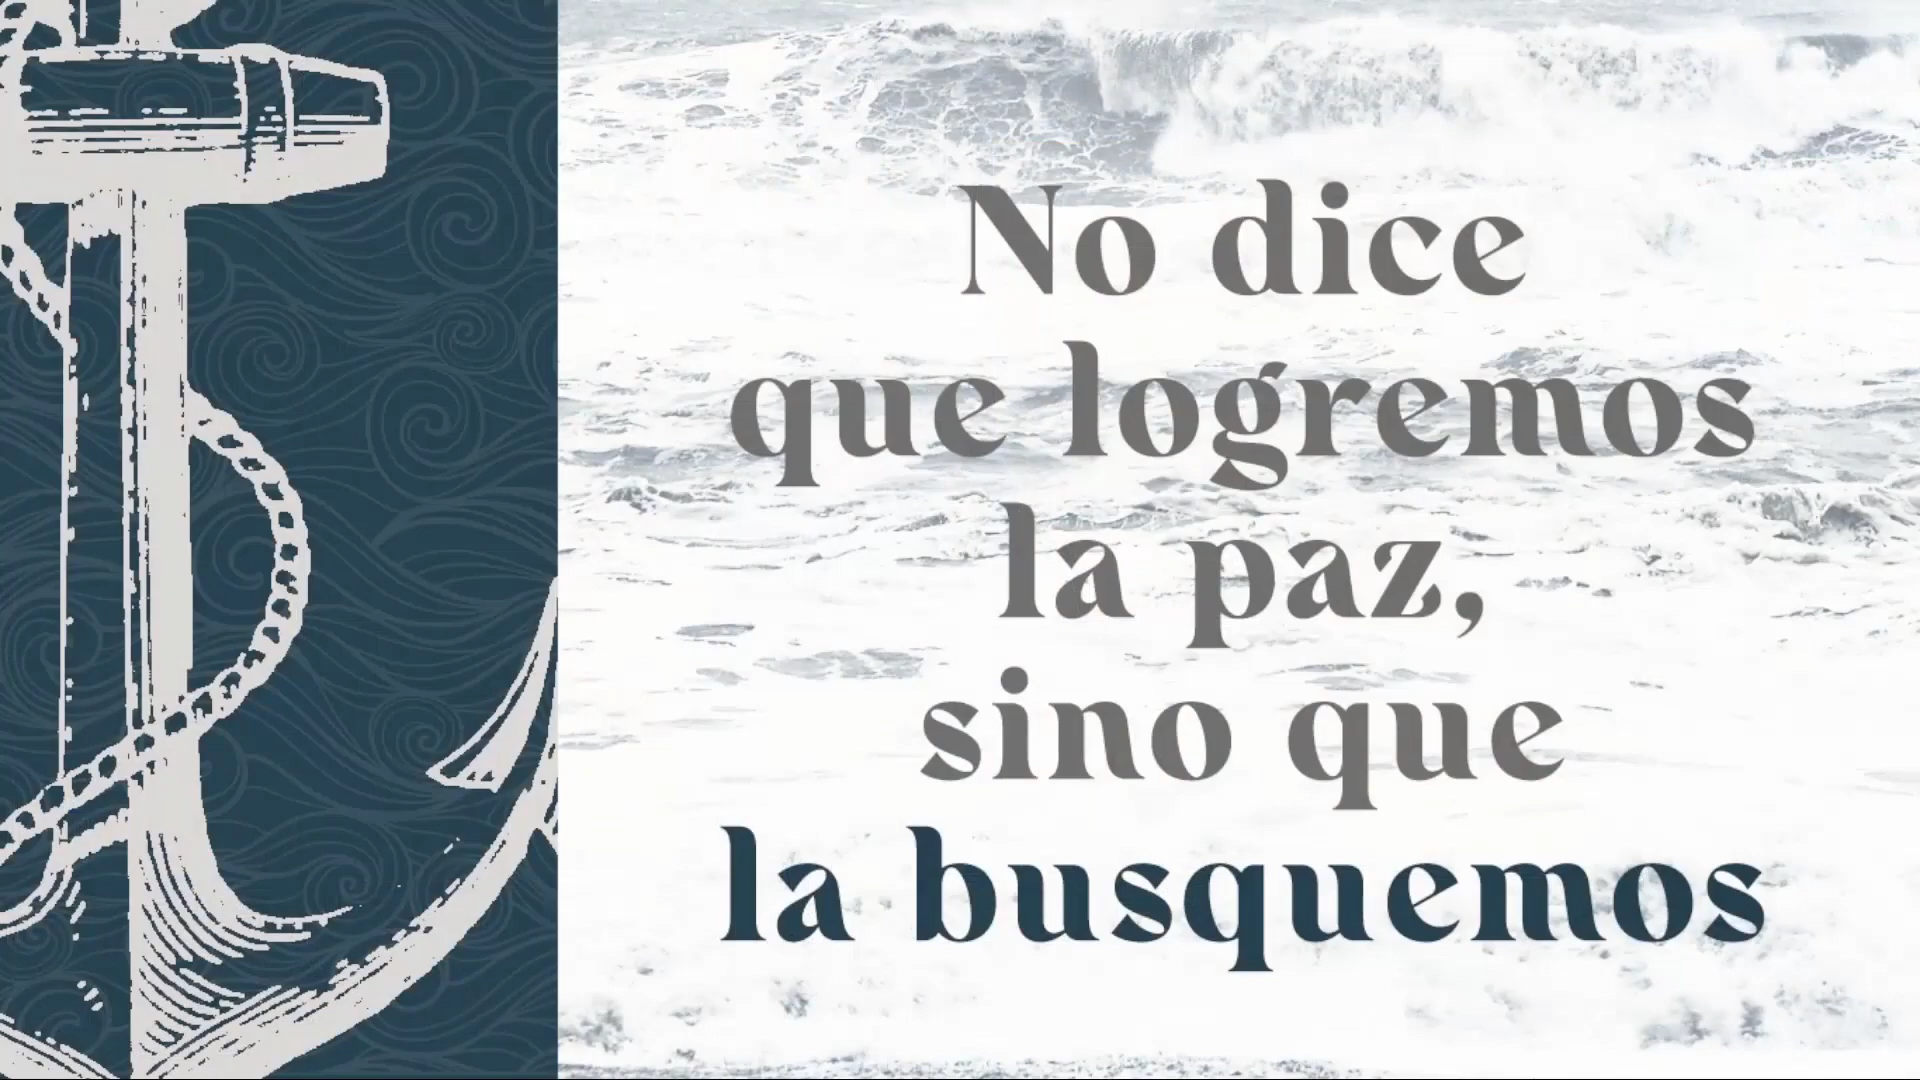 No dice
que logremos
la paz,
sino que
la busquemos